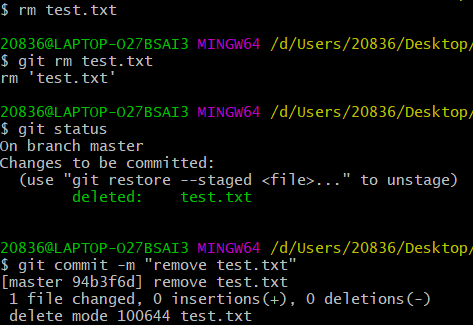 $ rm test.txt
20836@LAPTOP-O27BSAI3 MINGW64 /d/Users/20836/Desktop/
$ git rm test.txt
rm 'test.txt'
20836@LAPTOP-O27BSAI3 MINGW64 /d/Users/20836/Desktop/
$ git status
On branch master
Changes to be committed:
  (use "git restore --staged <file>..." to unstage)
        deleted:    test.txt
20836@LAPTOP-O27BSAI3 MINGW64 /d/Users/20836/Desktop/
$ git commit -m "remove test.txt"
[master 94b3f6d] remove test.txt
 1 file changed, 0 insertions(+), 0 deletions(-)
 delete mode 100644 test.txt